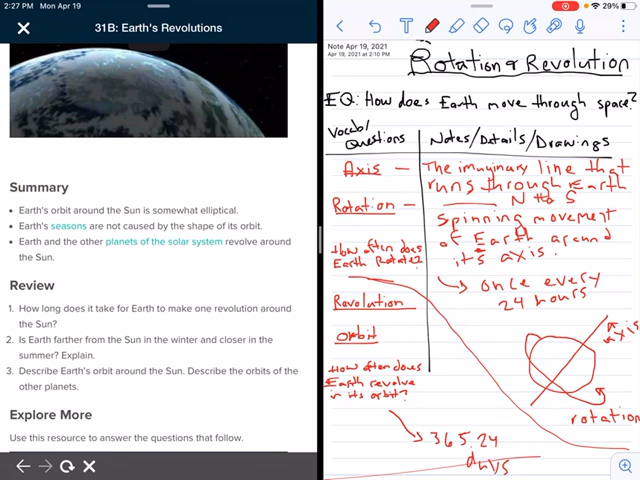 2:27 PM Mon Apr 19
29%
31B: Earth's Revolutions
Summary
• Earth's orbit around the Sun is somewhat elliptical.
• Earth's seasons are not caused by the shape of its orbit.
• Earth and the other planets of the solar system revolve around
the Sun.
Review
1. How long does it take for Earth to make one revolution around
the Sun?
2. Is Earth farther from the Sun in the winter and closer in the
summer? Explain.
3. Describe Earth's orbit around the Sun. Describe the orbits of the
other planets.
Explore More
Use this resource to answer the questions that follow.
Note Apr 19, 2021
Apr 19, 2021 at 2:10 PM
Rotation & Revolution
EQ: How does Earth move through space?
Vocab/
Questions
Notes/Details/Drawings
Axis — The imaginary line that
runs through Earth
N to S
Rotation —
Spinning movement
of Earth around
it's axis.
How often does
Earth Rotate?
once every
24 hours
Revolution
Orbit
How often does
Earth revolve
in its orbit?
365.24
days
axis
rotation